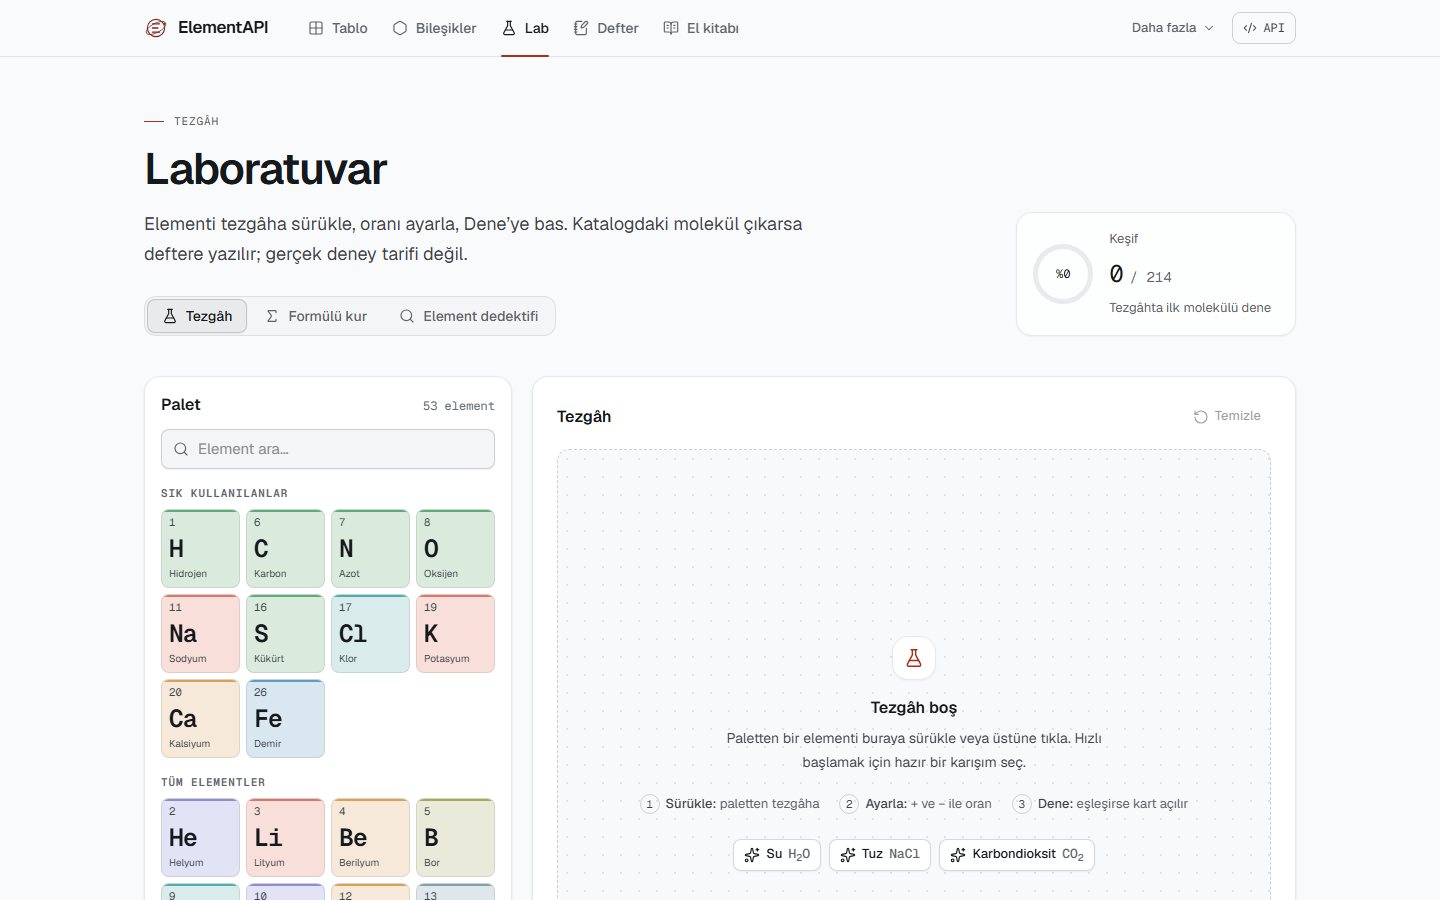 ElementAPI
Tablo
Bileşikler
Lab
Defter
El kitabı
Daha fazla
API
TEZGÂH
Laboratuvar
Elementi tezgâha sürükle, oranı ayarla, Dene’ye bas. Katalogdaki molekül çıkarsa
deftere yazılır; gerçek deney tarifi değil.
Tezgâh
Formülü kur
Element dedektifi
%0
Keşif
0 / 214
Tezgâhta ilk molekülü dene
Palet
53 element
Element ara...
SIK KULLANILANLAR
1
H
Hidrojen
6
C
Karbon
7
N
Azot
8
O
Oksijen
11
Na
Sodyum
16
S
Kükürt
17
Cl
Klor
19
K
Potasyum
20
Ca
Kalsiyum
26
Fe
Demir
TÜM ELEMENTLER
2
He
Helyum
3
Li
Lityum
4
Be
Berilyum
5
B
Bor
9
10
12
13
Tezgâh
Temizle
Tezgâh boş
Paletten bir elementi buraya sürükle veya üstüne tıkla. Hızlı
başlamak için hazır bir karışım seç.
1 Sürükle: paletten tezgâha
2 Ayarla: + ve − ile oran
3 Dene: eşleşirse kart açılır
Su H₂O
Tuz NaCl
Karbondioksit CO₂